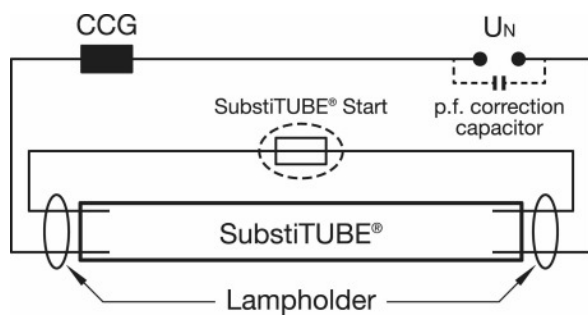 CCG
UN
SubstiTUBE® Start
p.f. correction
capacitor
SubstiTUBE®
Lampholder